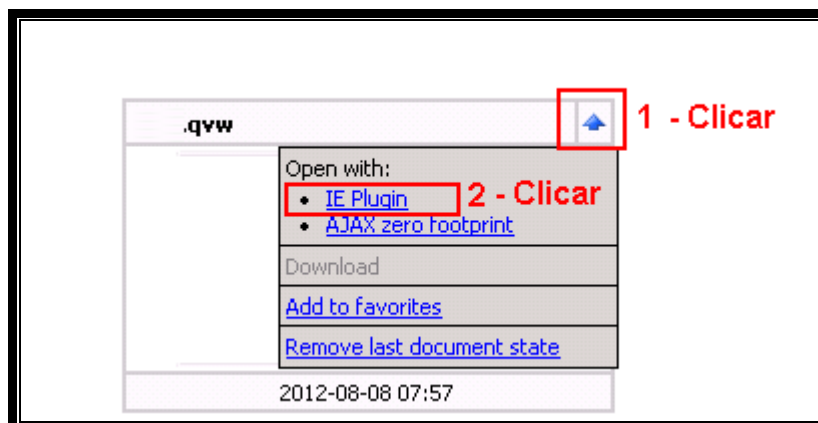 .qvw
1 - Clicar
Open with:
• IE Plugin
2 - Clicar
• AJAX zero footprint
Download
Add to favorites
Remove last document state
2012-08-08 07:57